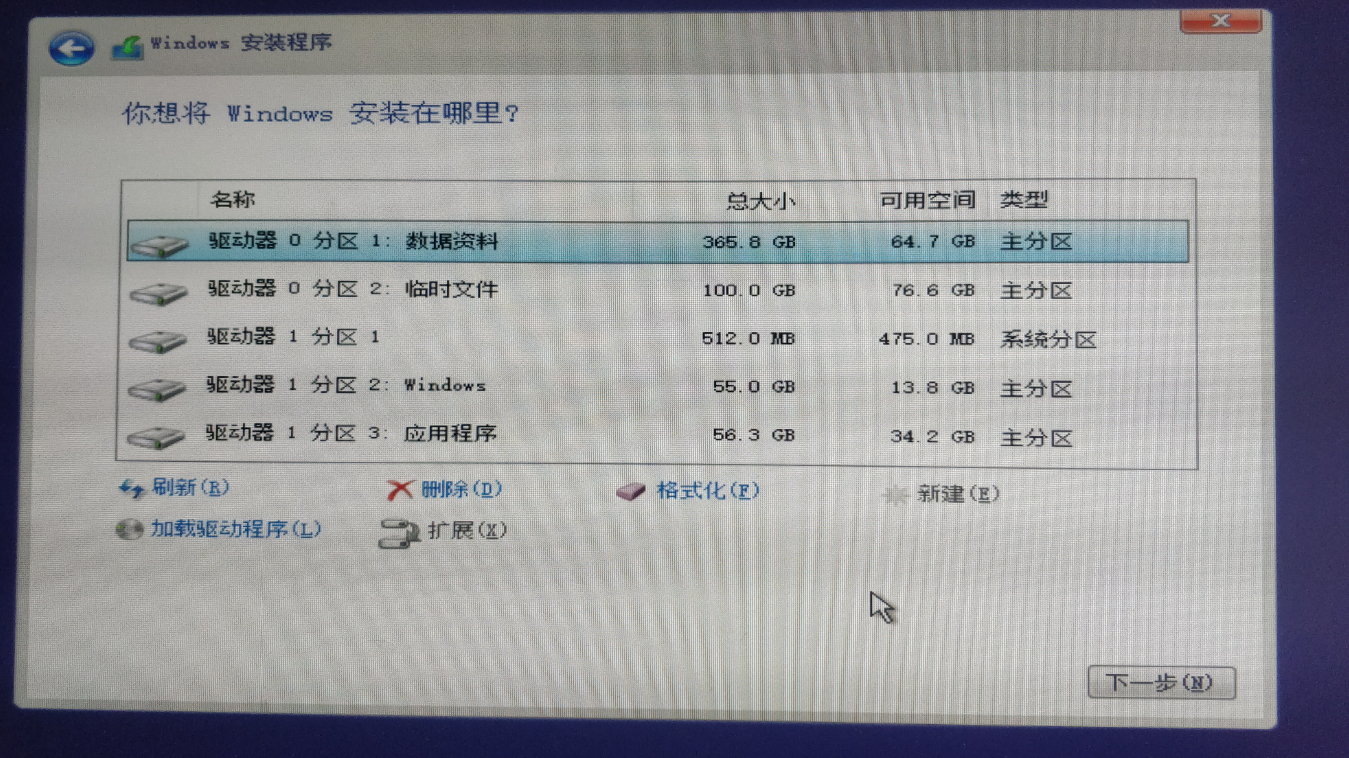 Windows 安装程序
你想将 Windows 安装在哪里?
名称 总大小 可用空间 类型
驱动器 0 分区 1: 数据资料 365.8 GB 64.7 GB 主分区
驱动器 0 分区 2: 临时文件 100.0 GB 76.6 GB 主分区
驱动器 1 分区 1 512.0 MB 475.0 MB 系统分区
驱动器 1 分区 2: Windows 55.0 GB 13.8 GB 主分区
驱动器 1 分区 3: 应用程序 56.3 GB 34.2 GB 主分区
刷新(R) 删除(D) 格式化(F) 新建(E)
加载驱动程序(L) 扩展(X)
下一步(N)